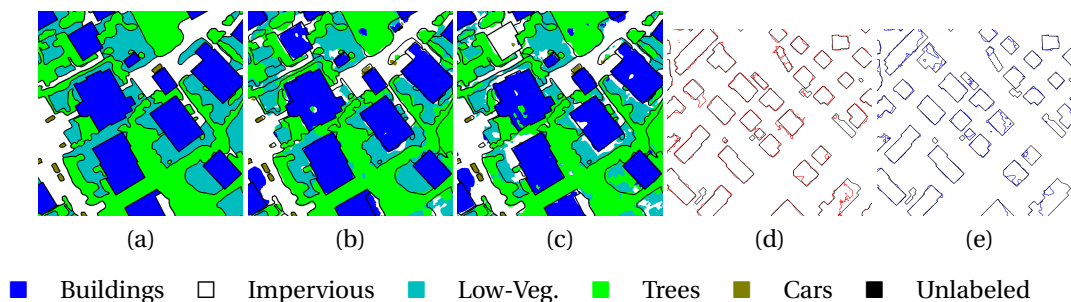 (a) (b) (c) (d) (e)
Buildings Impervious Low-Veg. Trees Cars Unlabeled